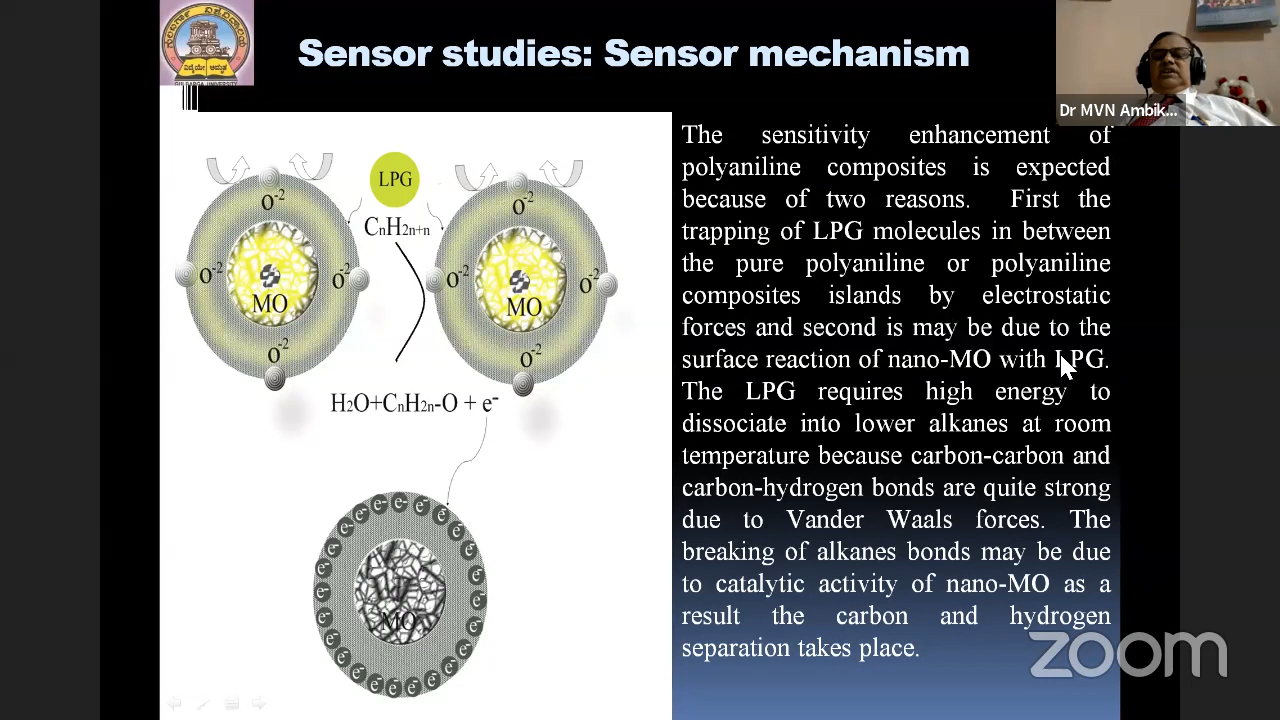 Sensor studies: Sensor mechanism
ವಿದ್ಯೆಯೇ ಅಮೃತ
GULBARGA UNIVERSITY
Dr MVN Ambik...
LPG
CnH2n+n
O-2
O-2
O-2
O-2
MO
O-2
O-2
O-2
O-2
MO
H2O+CnH2n-O + e-
e- e- e- e- e- e- e- e- e- e- e- e- e- e- e- e- e- e- e- e- e- e- e- e-
MO
The sensitivity enhancement of
polyaniline composites is expected
because of two reasons. First the
trapping of LPG molecules in between
the pure polyaniline or polyaniline
composites islands by electrostatic
forces and second is may be due to the
surface reaction of nano-MO with LPG.
The LPG requires high energy to
dissociate into lower alkanes at room
temperature because carbon-carbon and
carbon-hydrogen bonds are quite strong
due to Vander Waals forces. The
breaking of alkanes bonds may be due
to catalytic activity of nano-MO as a
result the carbon and hydrogen
separation takes place.
zoom